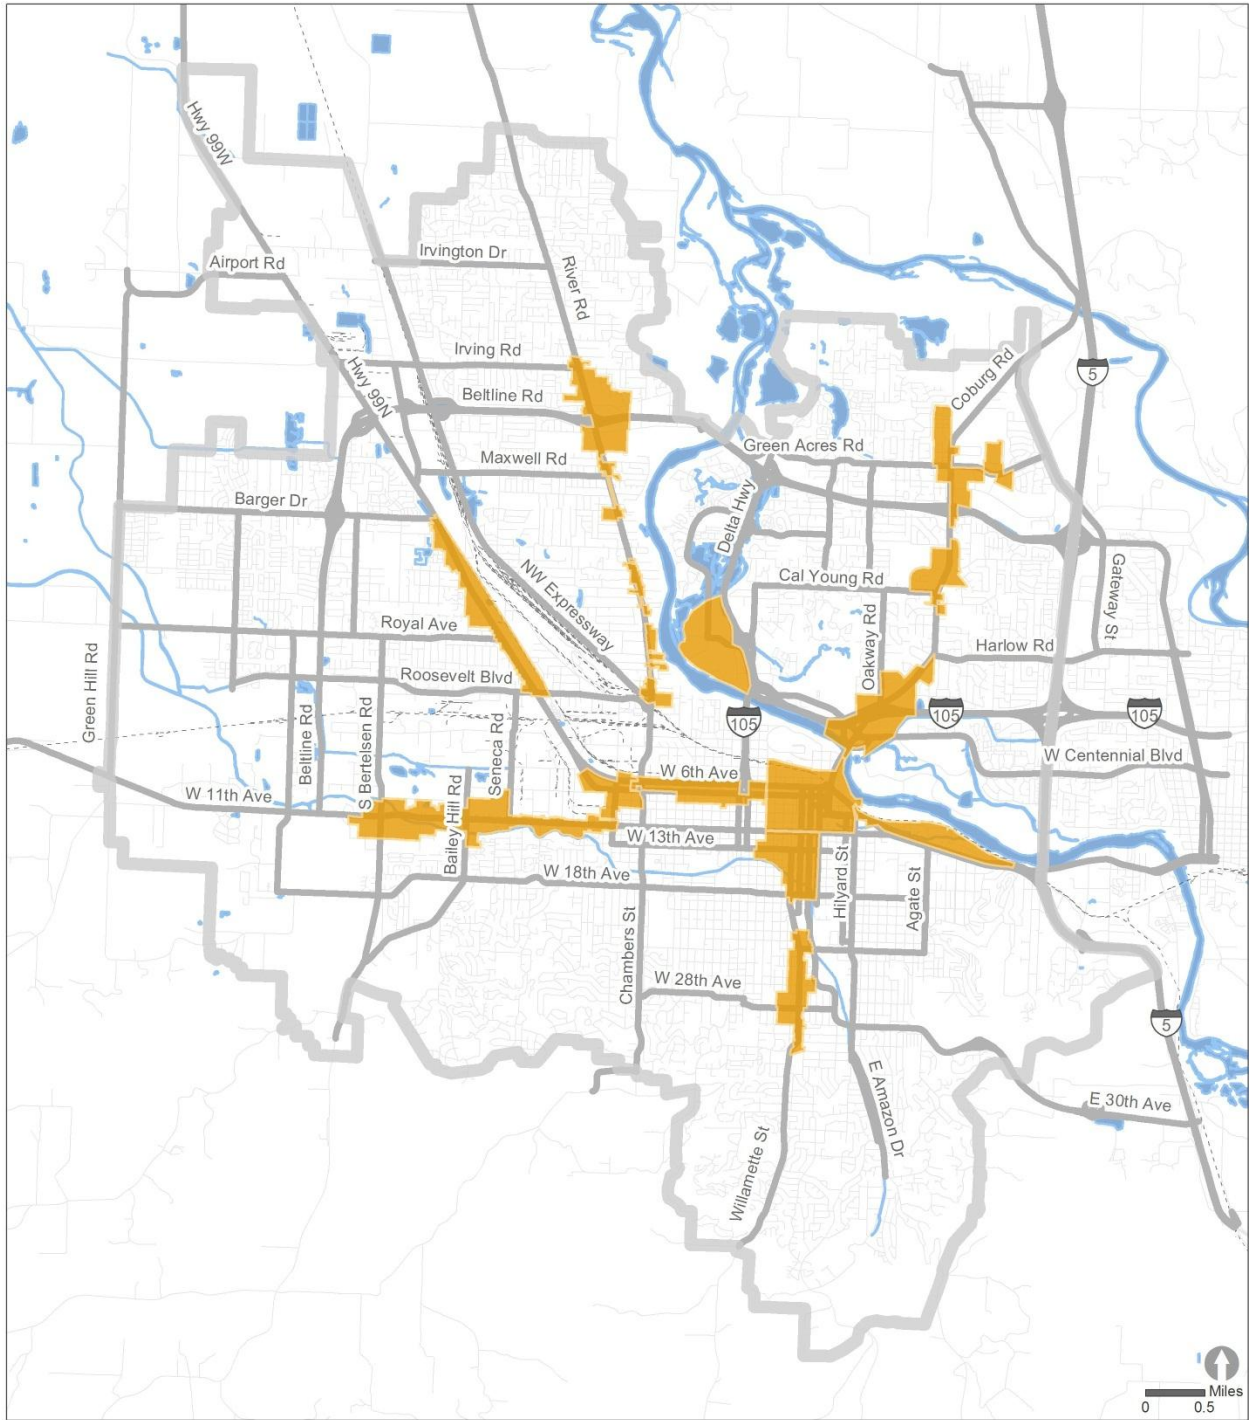 Hwy 99W
Irvington Dr
Airport Rd
River Rd
Irving Rd
Coburg Rd
5
Hwy 99N
Beltline Rd
Green Acres Rd
Maxwell Rd
Barger Dr
Delta Hwy
NW Expressway
Cal Young Rd
Gateway St
Royal Ave
Oakway Rd
Harlow Rd
Green Hill Rd
Roosevelt Blvd
105
105
105
Beltline Rd
S Bertelsen Rd
Seneca Rd
W Centennial Blvd
W 6th Ave
W 11th Ave
Bailey Hill Rd
W 13th Ave
W 18th Ave
Hilyard St
Agate St
Chambers St
W 28th Ave
5
E Amazon Dr
E 30th Ave
Willamette St
Miles
0 0.5